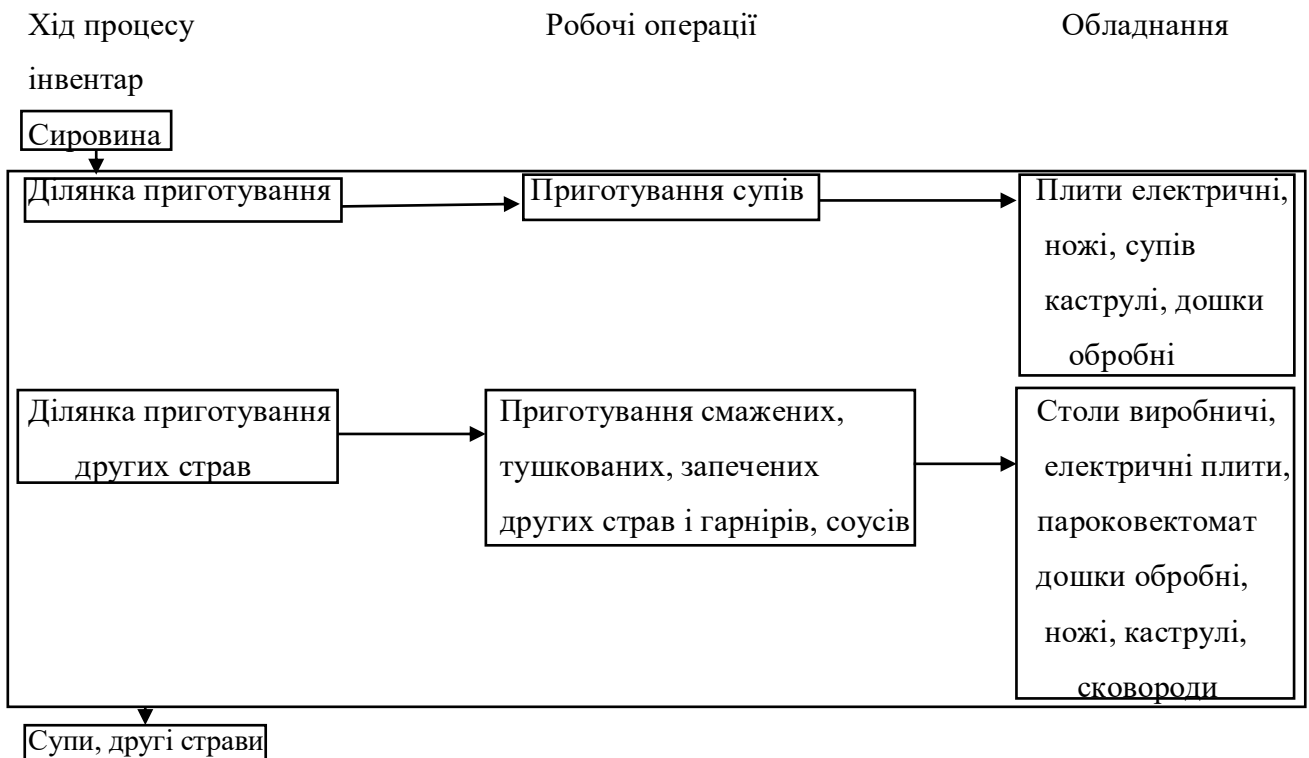 Хід процесу Робочі операції Обладнання
інвентар
Сировина
Ділянка приготування Приготування супів Плити електричні,
ножі, супів
каструлі, дошки
обробні
Ділянка приготування Приготування смажених, Столи виробничі,
других страв тушкованих, запечених електричні плити,
других страв і гарнірів, соусів пароковектомат
дошки обробні,
ножі, каструлі,
сковороди
Супи, другі страви